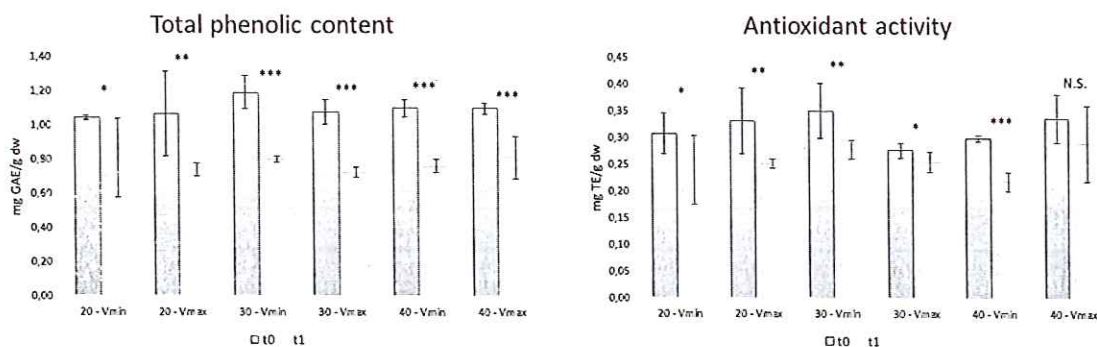 Total phenolic content
1,40
1,20
1,00
0,80
0,60
0,40
0,20
0,00
mg GAE/g dw
* ** *** *** *** ***
20 - Vmin 20 - Vmax 30 - Vmin 30 - Vmax 40 - Vmin 40 - Vmax
t0 t1
Antioxidant activity
0,45
0,40
0,35
0,30
0,25
0,20
0,15
0,10
0,05
0,00
mg TE/g dw
* ** ** * *** N.S.
20 - Vmin 20 - Vmax 30 - Vmin 30 - Vmax 40 - Vmin 40 - Vmax
t0 t1